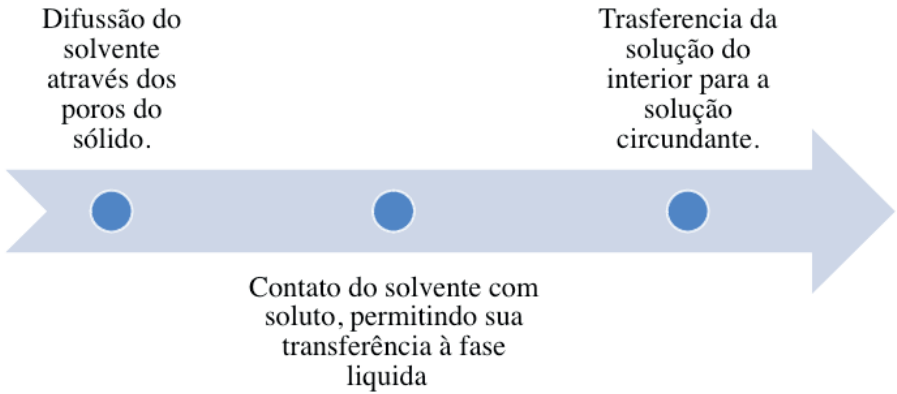 Difussão do
solvente
através dos
poros do
sólido.
Contato do solvente com
soluto, permitindo sua
transferência à fase
liquida
Trasferencia da
solução do
interior para a
solução
circundante.